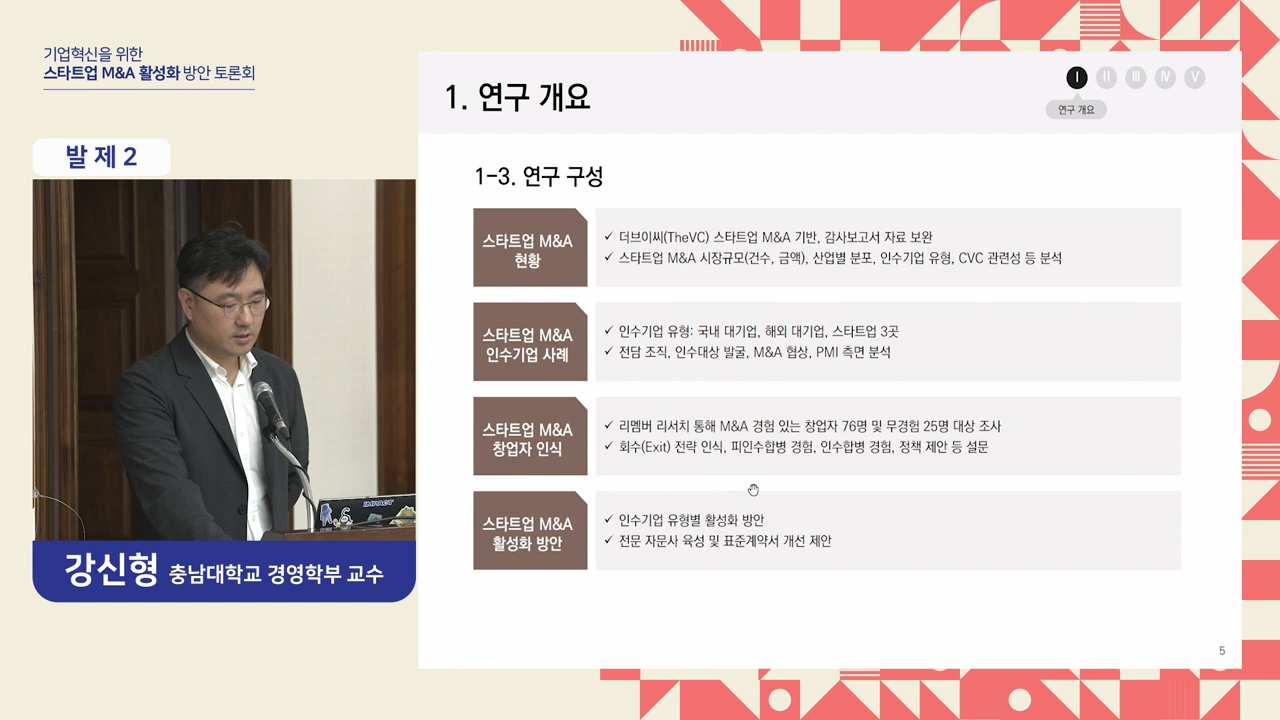 기업혁신을 위한
스타트업 M&A 활성화 방안 토론회
발 제 2
IMPACT
강신형 충남대학교 경영학부 교수
1. 연구 개요
I II III IV V
연구 개요
1-3. 연구 구성
스타트업 M&A
현황
✓ 더브이씨(TheVC) 스타트업 M&A 기반, 감사보고서 자료 보완
✓ 스타트업 M&A 시장규모(건수, 금액), 산업별 분포, 인수기업 유형, CVC 관련성 등 분석
스타트업 M&A
인수기업 사례
✓ 인수기업 유형: 국내 대기업, 해외 대기업, 스타트업 3곳
✓ 전담 조직, 인수대상 발굴, M&A 협상, PMI 측면 분석
스타트업 M&A
창업자 인식
✓ 리멤버 리서치 통해 M&A 경험 있는 창업자 76명 및 무경험 25명 대상 조사
✓ 회수(Exit) 전략 인식, 피인수합병 경험, 인수합병 경험, 정책 제안 등 설문
스타트업 M&A
활성화 방안
✓ 인수기업 유형별 활성화 방안
✓ 전문 자문사 육성 및 표준계약서 개선 제안
5